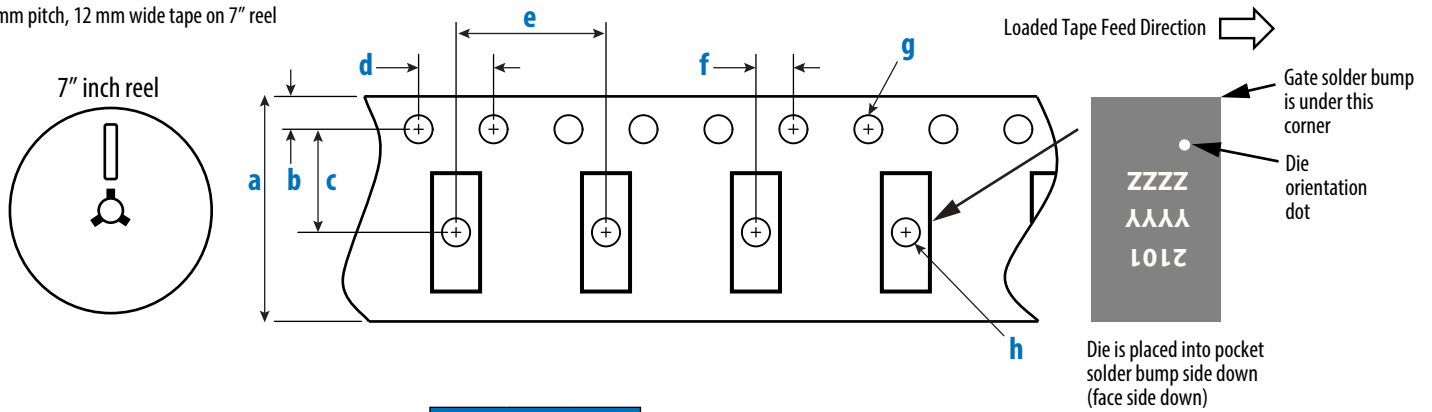 mm pitch, 12 mm wide tape on 7” reel
7” inch reel
Loaded Tape Feed Direction
a
b
c
d
e
f
g
h
Gate solder bump
is under this
corner
Die
orientation
dot
2101
YYYY
ZZZZ
Die is placed into pocket
solder bump side down
(face side down)